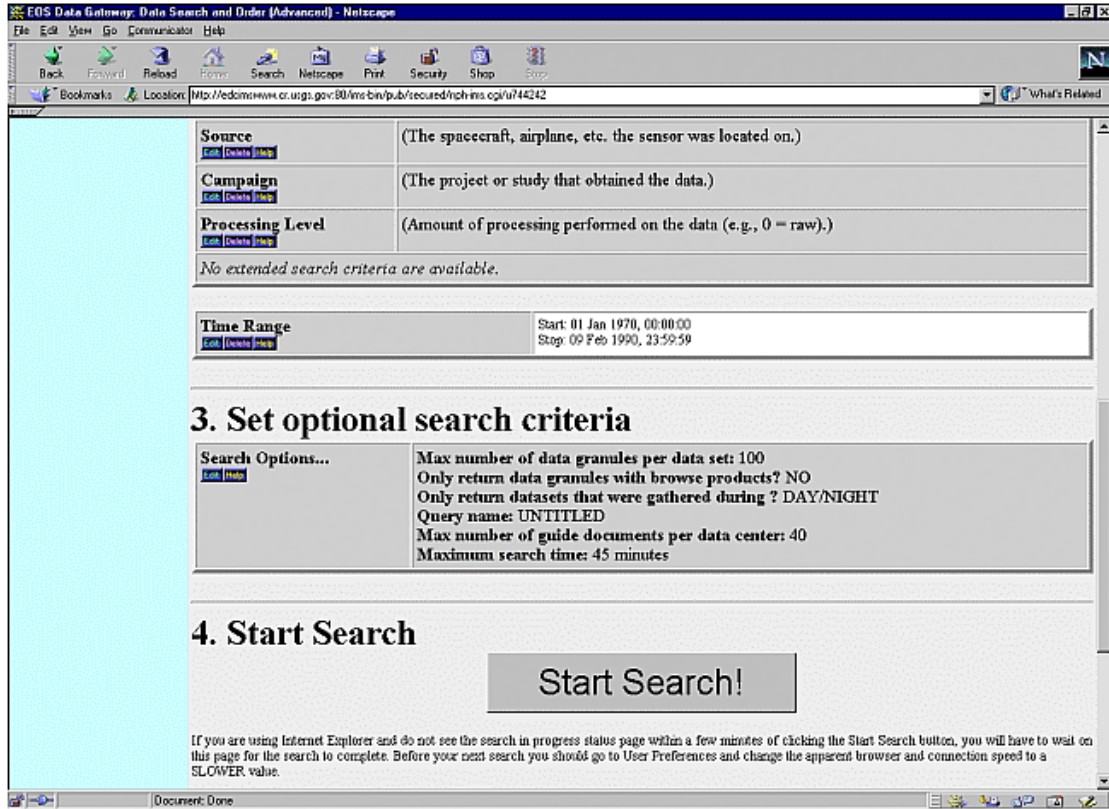 EOS Data Gateway: Data Search and Order (Advanced) - Netscape
File Edit View Go Communicator Help
Back Forward Reload Home Search Netscape Print Security Shop Stop
Bookmarks Location: http://edcimswww.cr.usgs.gov:80/ims-bin/pub/secured/nph-ims.cgi/u744242 What's Related
Source (The spacecraft, airplane, etc. the sensor was located on.)
Edit Delete Help
Campaign (The project or study that obtained the data.)
Edit Delete Help
Processing Level (Amount of processing performed on the data (e.g., 0 = raw).)
Edit Delete Help
No extended search criteria are available.
Time Range Start: 01 Jan 1970, 00:00:00
Edit Delete Help Stop: 09 Feb 1990, 23:59:59
3. Set optional search criteria
Search Options... Max number of data granules per data set: 100
Edit Help Only return data granules with browse products? NO
Only return datasets that were gathered during ? DAY/NIGHT
Query name: UNTITLED
Max number of guide documents per data center: 40
Maximum search time: 45 minutes
4. Start Search
Start Search!
If you are using Internet Explorer and do not see the search in progress status page within a few minutes of clicking the Start Search button, you will have to wait on
this page for the search to complete. Before your next search you should go to User Preferences and change the apparent browser and connection speed to a
SLOWER value.
Document: Done